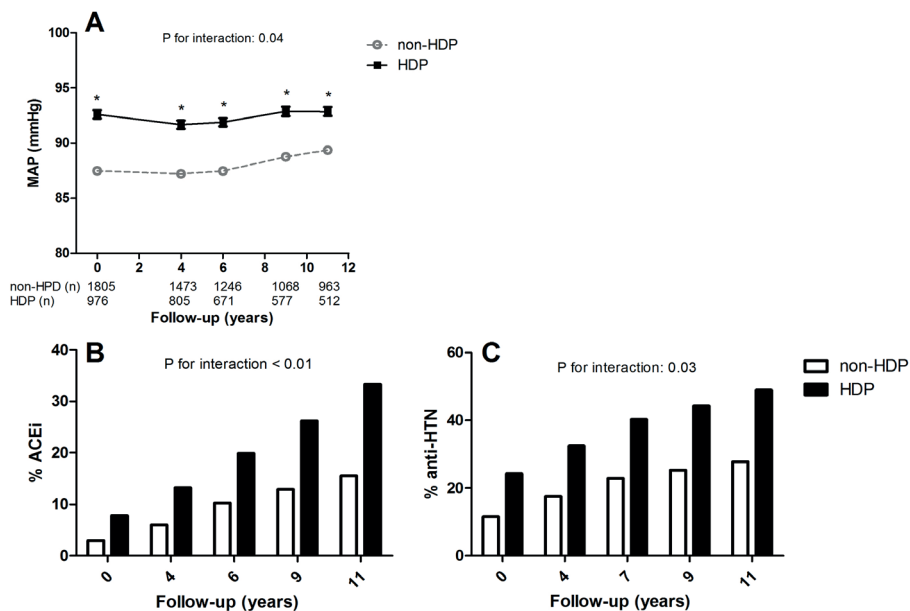 A
P for interaction: 0.04
non-HDP
HDP
MAP (mmHg)
100
95
90
85
80
* * * * *
0 2 4 6 8 10 12
non-HPD (n) 1805 1473 1246 1068 963
HDP (n) 976 805 671 577 512
Follow-up (years)
B
P for interaction < 0.01
% ACEi
40
30
20
10
0
0 4 6 9 11
Follow-up (years)
C
P for interaction: 0.03
non-HDP
HDP
% anti-HTN
60
40
20
0
0 4 7 9 11
Follow-up (years)